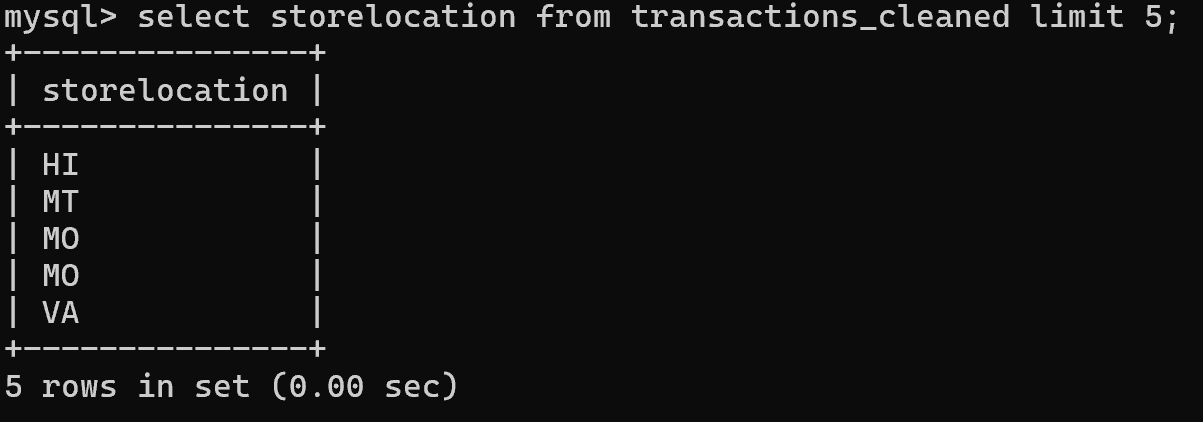 mysql> select storelocation from transactions_cleaned limit 5;
+---------------+
| storelocation |
+---------------+
| HI            |
| MT            |
| MO            |
| MO            |
| VA            |
+---------------+
5 rows in set (0.00 sec)